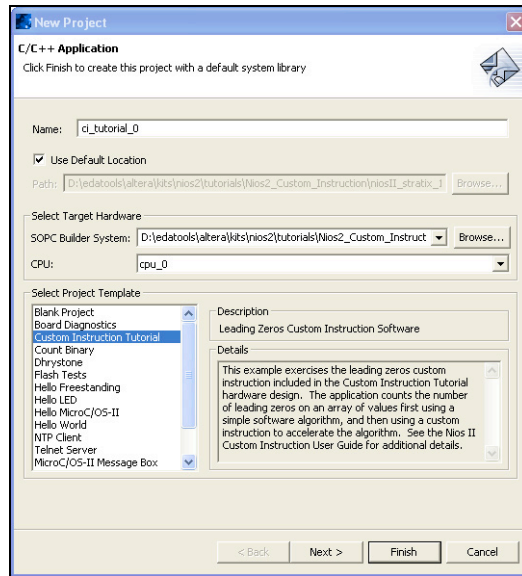 New Project
C/C++ Application
Click Finish to create this project with a default system library
Name: ci_tutorial_0
Use Default Location
Path: D:\edatools\altera\kits\nios2\tutorials\Nios2_Custom_Instruction\niosII_stratix_1 Browse...
Select Target Hardware
SOPC Builder System: D:\edatools\altera\kits\nios2\tutorials\Nios2_Custom_Instruct Browse...
CPU: cpu_0
Select Project Template
Blank Project
Board Diagnostics
Custom Instruction Tutorial
Count Binary
Dhrystone
Flash Tests
Hello Freestanding
Hello LED
Hello MicroC/OS-II
Hello World
NTP Client
Telnet Server
MicroC/OS-II Message Box
Description
Leading Zeros Custom Instruction Software
Details
This example exercises the leading zeros custom
instruction included in the Custom Instruction Tutorial
hardware design. The application counts the number
of leading zeros on an array of values first using a
simple software algorithm, and then using a custom
instruction to accelerate the algorithm. See the Nios II
Custom Instruction User Guide for additional details.
< Back Next > Finish Cancel